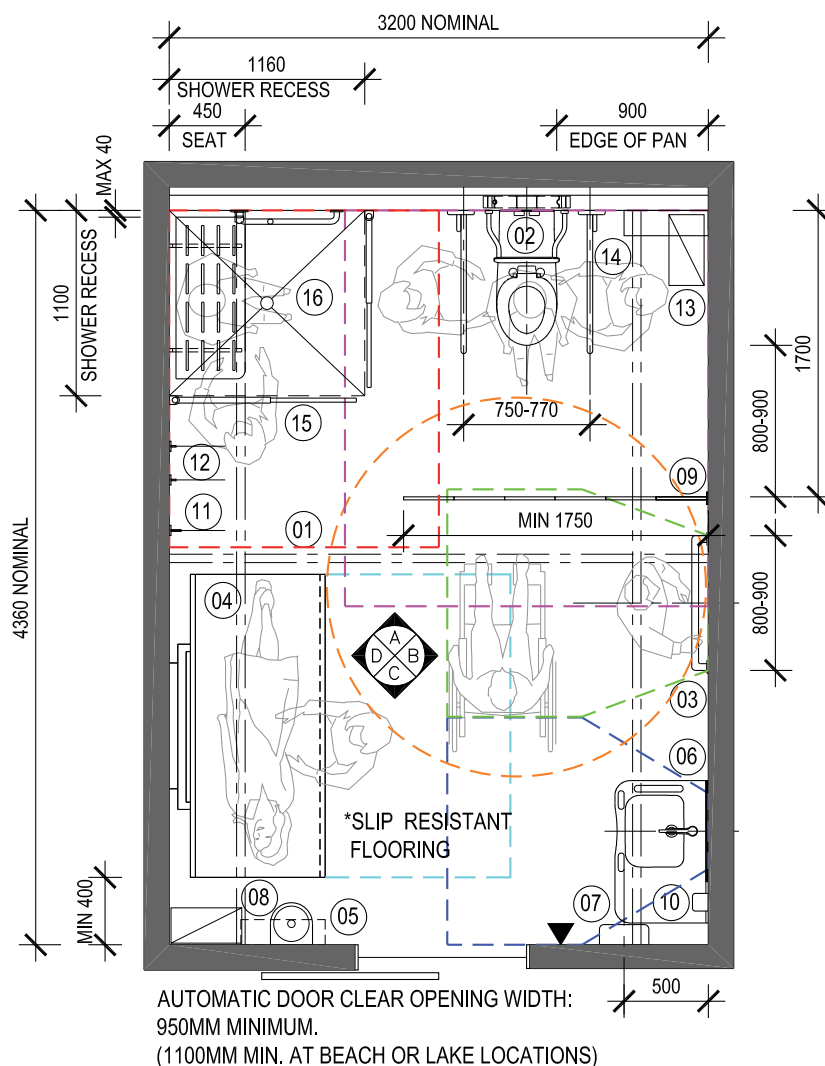 3200 NOMINAL
1160
SHOWER RECESS
450
SEAT
900
EDGE OF PAN
MAX 40
1100
SHOWER RECESS
4360 NOMINAL
MIN 400
02
14
13
16
1700
800-900
750-770
15
12
11
09
01
MIN 1750
04
A
D B
C
800-900
03
06
*SLIP RESISTANT
FLOORING
08
05
07
10
500
AUTOMATIC DOOR CLEAR OPENING WIDTH:
950MM MINIMUM.
(1100MM MIN. AT BEACH OR LAKE LOCATIONS)